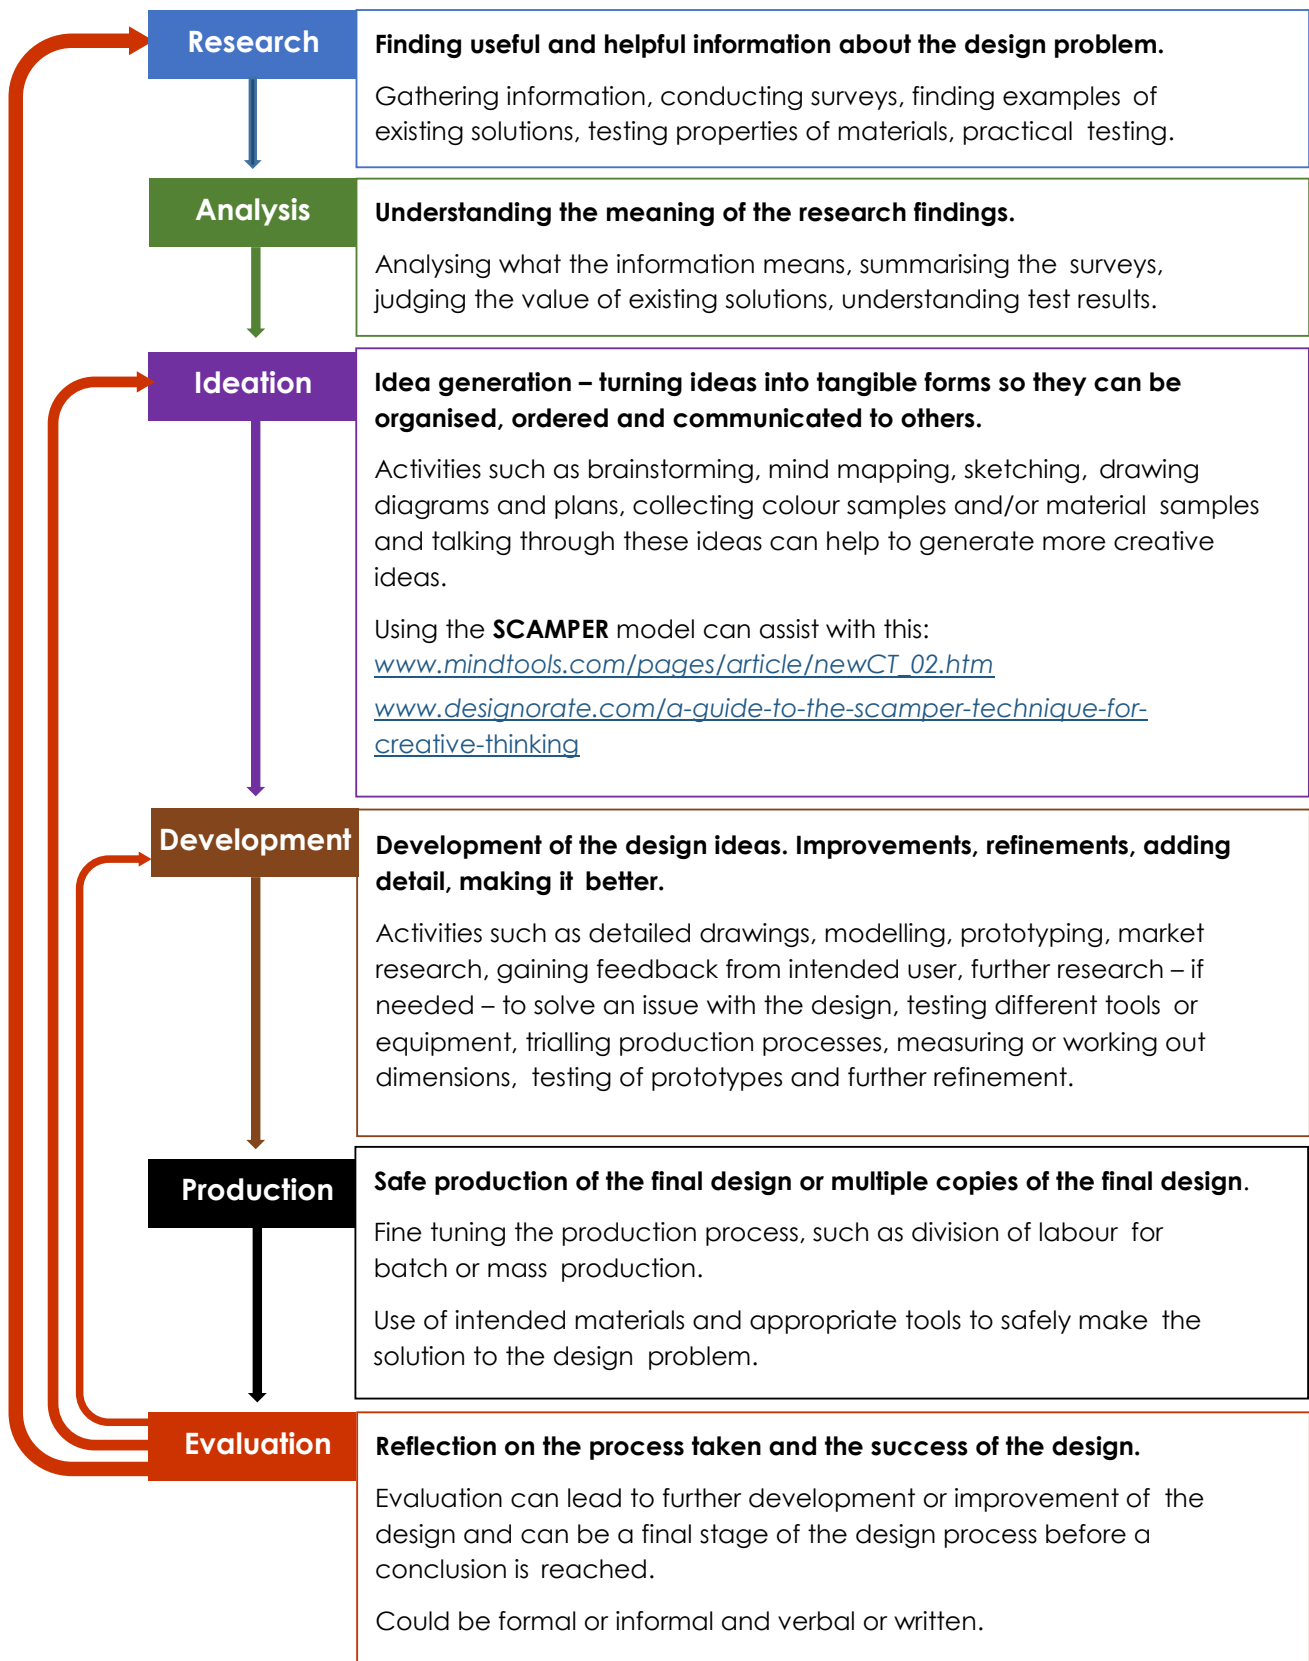 Research
Finding useful and helpful information about the design problem.
Gathering information, conducting surveys, finding examples of
existing solutions, testing properties of materials, practical testing.
Analysis
Understanding the meaning of the research findings.
Analysing what the information means, summarising the surveys,
judging the value of existing solutions, understanding test results.
Ideation
Idea generation – turning ideas into tangible forms so they can be
organised, ordered and communicated to others.
Activities such as brainstorming, mind mapping, sketching, drawing
diagrams and plans, collecting colour samples and/or material samples
and talking through these ideas can help to generate more creative
ideas.
Using the SCAMPER model can assist with this:
www.mindtools.com/pages/article/newCT_02.htm
www.designorate.com/a-guide-to-the-scamper-technique-for-
creative-thinking
Development
Development of the design ideas. Improvements, refinements, adding
detail, making it better.
Activities such as detailed drawings, modelling, prototyping, market
research, gaining feedback from intended user, further research – if
needed – to solve an issue with the design, testing different tools or
equipment, trialling production processes, measuring or working out
dimensions, testing of prototypes and further refinement.
Production
Safe production of the final design or multiple copies of the final design.
Fine tuning the production process, such as division of labour for
batch or mass production.
Use of intended materials and appropriate tools to safely make the
solution to the design problem.
Evaluation
Reflection on the process taken and the success of the design.
Evaluation can lead to further development or improvement of the
design and can be a final stage of the design process before a
conclusion is reached.
Could be formal or informal and verbal or written.